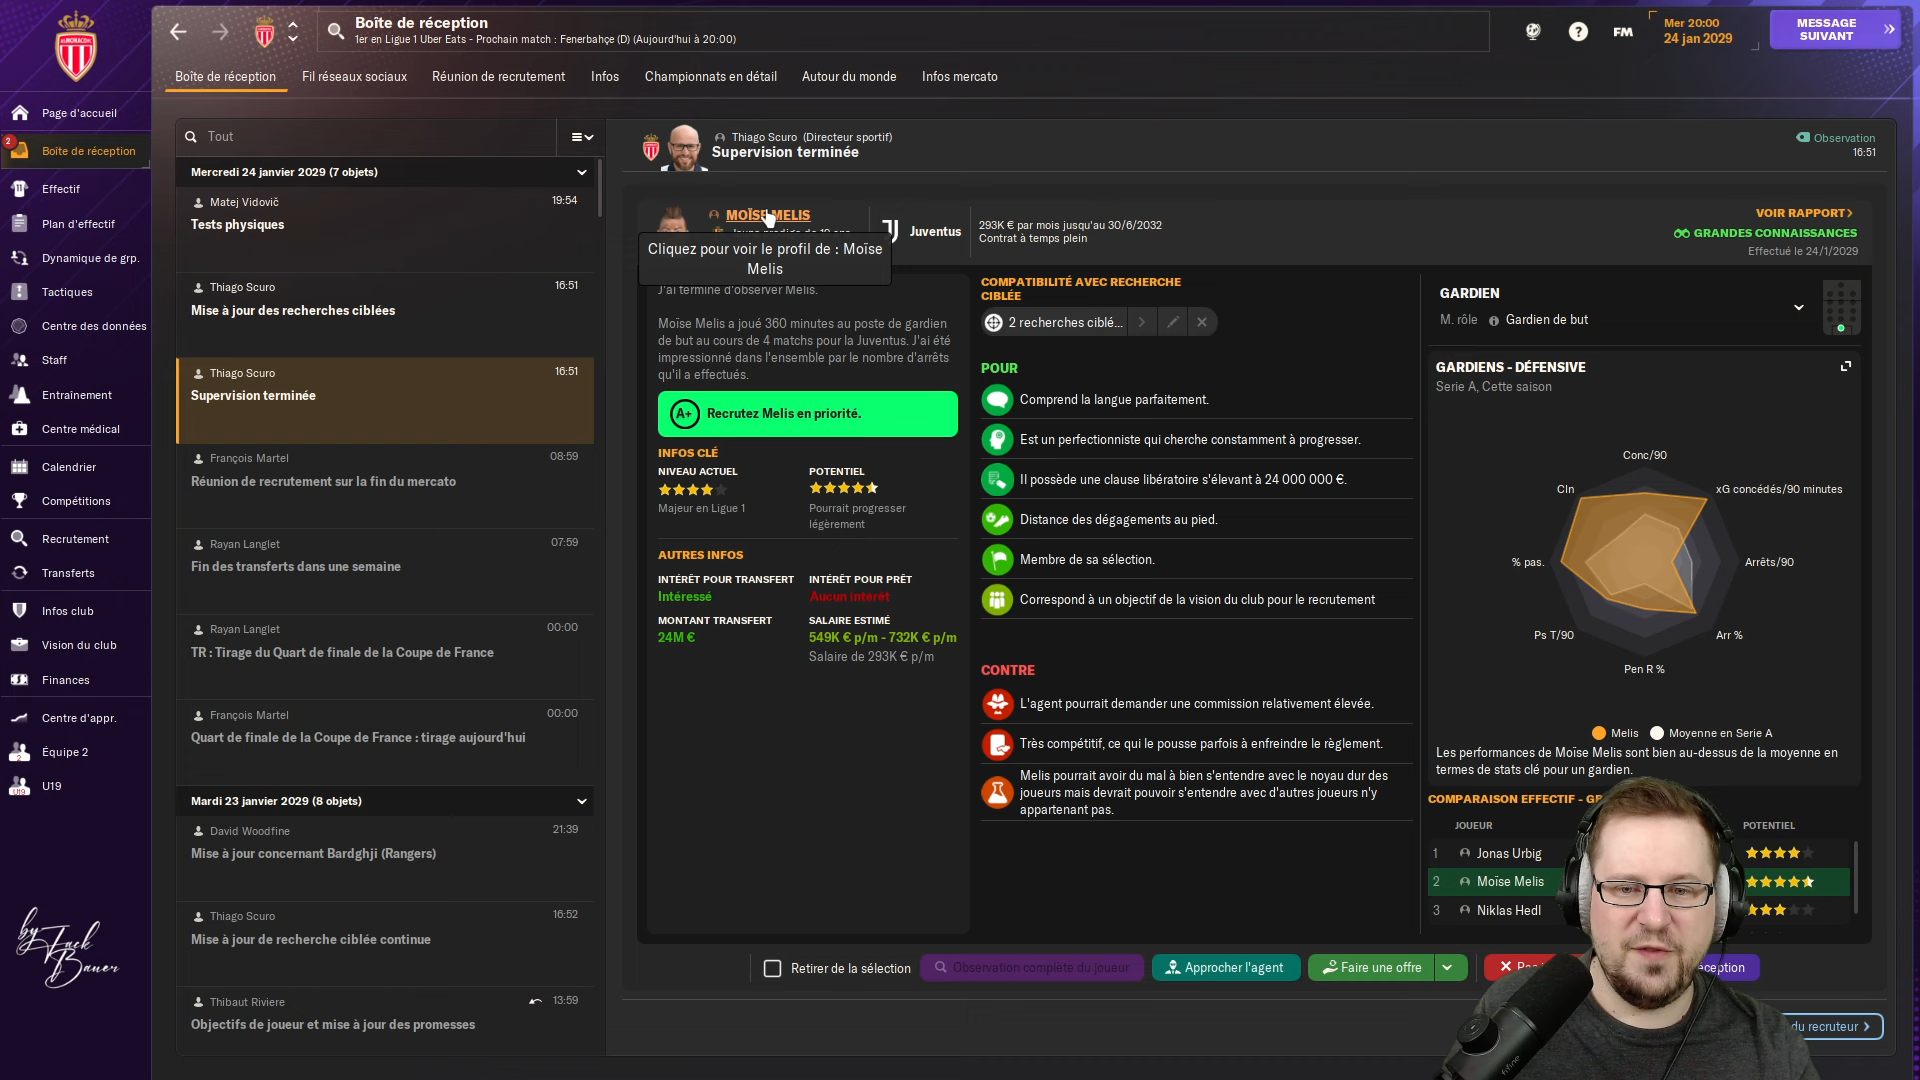 Boîte de réception
1er en Ligue 1 Uber Eats - Prochain match : Fenerbahçe (D) (Aujourd'hui à 20:00)
FM
Mer 20:00
24 jan 2029
MESSAGE
SUIVANT
Boîte de réception
Fil réseaux sociaux
Réunion de recrutement
Infos
Championnats en détail
Autour du monde
Infos mercato
Page d'accueil
2
Boîte de réception
Effectif
Plan d'effectif
Dynamique de grp.
Tactiques
Centre des données
Staff
Entraînement
Centre médical
Calendrier
Compétitions
Recrutement
Transferts
Infos club
Vision du club
Finances
Centre d'appr.
Équipe 2
U19
by Jack
Bauer
Tout
Mercredi 24 janvier 2029 (7 objets)
Matej Vidovič
19:54
Tests physiques
Thiago Scuro
16:51
Mise à jour des recherches ciblées
Thiago Scuro
16:51
Supervision terminée
François Martel
08:59
Réunion de recrutement sur la fin du mercato
Rayan Langlet
07:59
Fin des transferts dans une semaine
Rayan Langlet
00:00
TR : Tirage du Quart de finale de la Coupe de France
François Martel
00:00
Quart de finale de la Coupe de France : tirage aujourd'hui
Mardi 23 janvier 2029 (8 objets)
David Woodfine
21:39
Mise à jour concernant Bardghji (Rangers)
Thiago Scuro
16:52
Mise à jour de recherche ciblée continue
Thibaut Riviere
13:59
Objectifs de joueur et mise à jour des promesses
Thiago Scuro (Directeur sportif)
Supervision terminée
Observation
16:51
MOÏSE MELIS
Cliquez pour voir le profil de : Moïse
Melis
Juventus
293K € par mois jusqu'au 30/6/2032
Contrat à temps plein
VOIR RAPPORT
GRANDES CONNAISSANCES
Effectué le 24/1/2029
J'ai terminé d'observer Melis.
Moïse Melis a joué 360 minutes au poste de gardien
de but au cours de 4 matchs pour la Juventus. J'ai été
impressionné dans l'ensemble par le nombre d'arrêts
qu'il a effectués.
A+ Recrutez Melis en priorité.
INFOS CLÉ
NIVEAU ACTUEL
POTENTIEL
Majeur en Ligue 1
Pourrait progresser
légèrement
AUTRES INFOS
INTÉRÊT POUR TRANSFERT
INTÉRÊT POUR PRÊT
Intéressé
Aucun intérêt
MONTANT TRANSFERT
SALAIRE ESTIMÉ
24M €
549K € p/m - 732K € p/m
Salaire de 293K € p/m
COMPATIBILITÉ AVEC RECHERCHE
CIBLÉE
2 recherches ciblé...
POUR
Comprend la langue parfaitement.
Est un perfectionniste qui cherche constamment à progresser.
Il possède une clause libératoire s'élevant à 24 000 000 €.
Distance des dégagements au pied.
Membre de sa sélection.
Correspond à un objectif de la vision du club pour le recrutement
CONTRE
L'agent pourrait demander une commission relativement élevée.
Très compétitif, ce qui le pousse parfois à enfreindre le règlement.
Melis pourrait avoir du mal à bien s'entendre avec le noyau dur des
joueurs mais devrait pouvoir s'entendre avec d'autres joueurs n'y
appartenant pas.
GARDIEN
M. rôle Gardien de but
GARDIENS - DÉFENSIVE
Serie A, Cette saison
Conc/90
CIn
xG concédés/90 minutes
% pas.
Arrêts/90
Ps T/90
Arr %
Pen R %
Melis
Moyenne en Serie A
Les performances de Moïse Melis sont bien au-dessus de la moyenne en
termes de stats clé pour un gardien.
COMPARAISON EFFECTIF -
JOUEUR
POTENTIEL
1 Jonas Urbig
2 Moïse Melis
3 Niklas Hedl
Retirer de la sélection
Observation complète du joueur
Approcher l'agent
Faire une offre
du recruteur